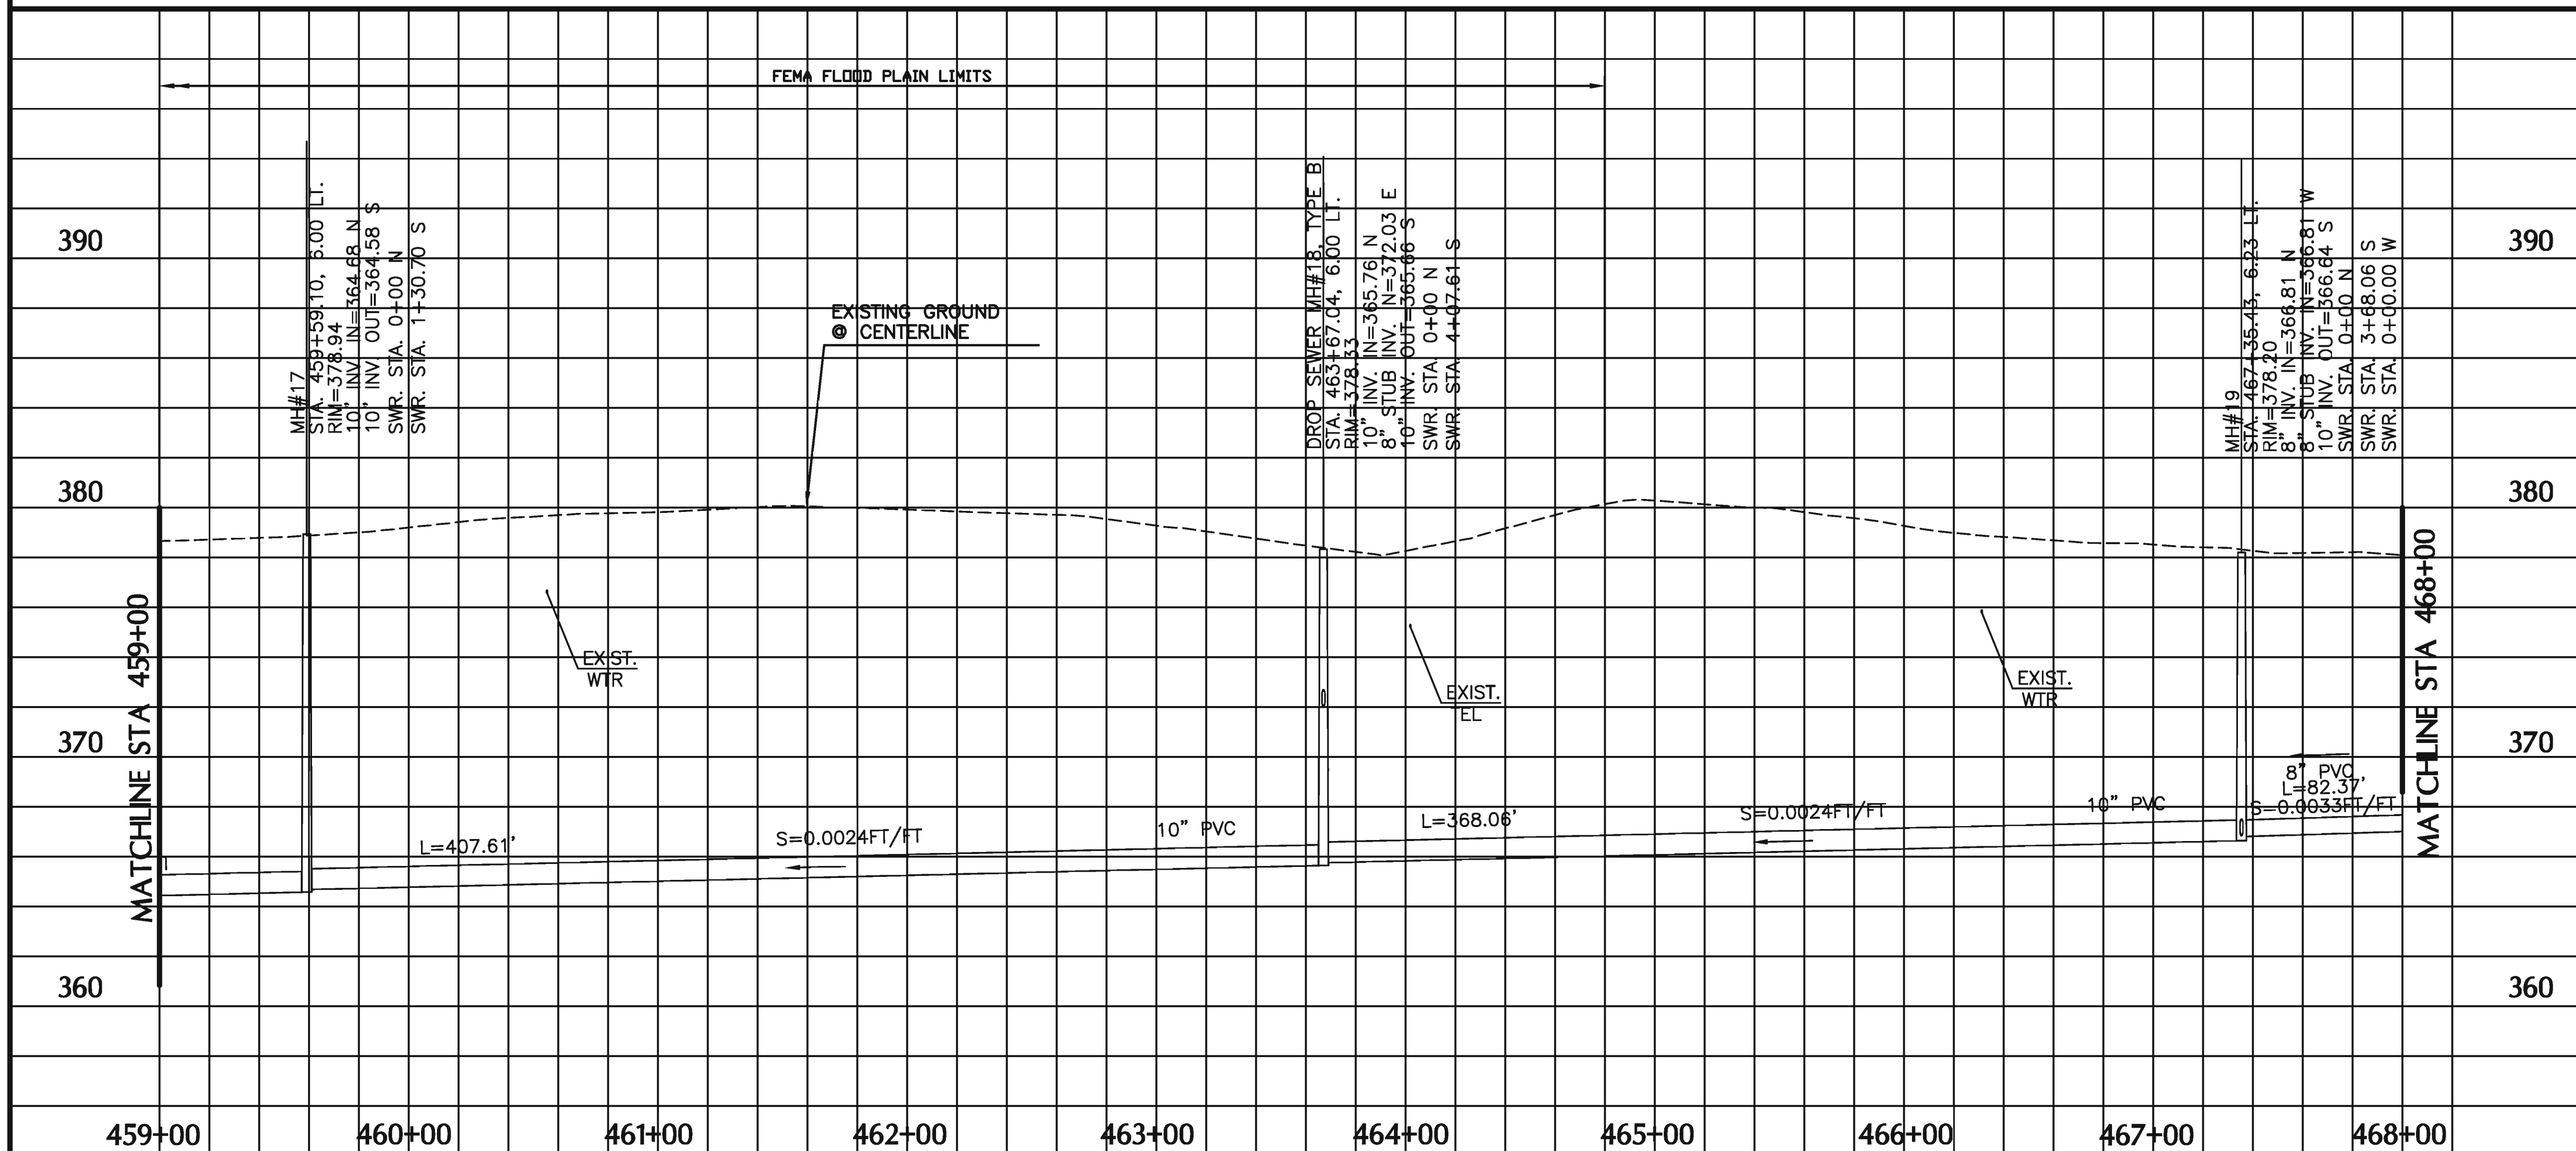 FEMA FLOOD PLAIN LIMITS
MH#17
STA. 459+59.10, 6.00 LT.
RIM=378.94
10" INV. IN=364.68 N
10" INV. OUT=364.58 S
SWR. STA. 0+00 N
SWR. STA. 1+30.70 S
EXISTING GROUND
@ CENTERLINE
DROP SEWER MH#18, TYPE B
STA. 463+67.04, 6.00 LT.
RIM=378.33
10" INV. IN=365.76 N
8" STUB INV. N=372.03 E
10" INV. OUT=365.66 S
SWR. STA. 0+00 N
SWR. STA. 4+07.61 S
MH#19
STA. 467+35.43, 6.23 LT.
RIM=378.20
8" INV. IN=366.81 N
8" STUB INV. IN=366.81 W
10" INV. OUT=366.64 S
SWR. STA. 0+00 N
SWR. STA. 3+68.06 S
SWR. STA. 0+00.00 W
390
390
380
380
370
370
360
360
MATCHLINE STA 459+00
MATCHLINE STA 468+00
EXIST.
WTR
EXIST.
TEL
EXIST.
WTR
L=407.61'
S=0.0024FT/FT
10" PVC
L=368.06'
S=0.0024FT/FT
10" PVC
8" PVC
L=82.37'
S=0.0033FT/FT
459+00
460+00
461+00
462+00
463+00
464+00
465+00
466+00
467+00
468+00